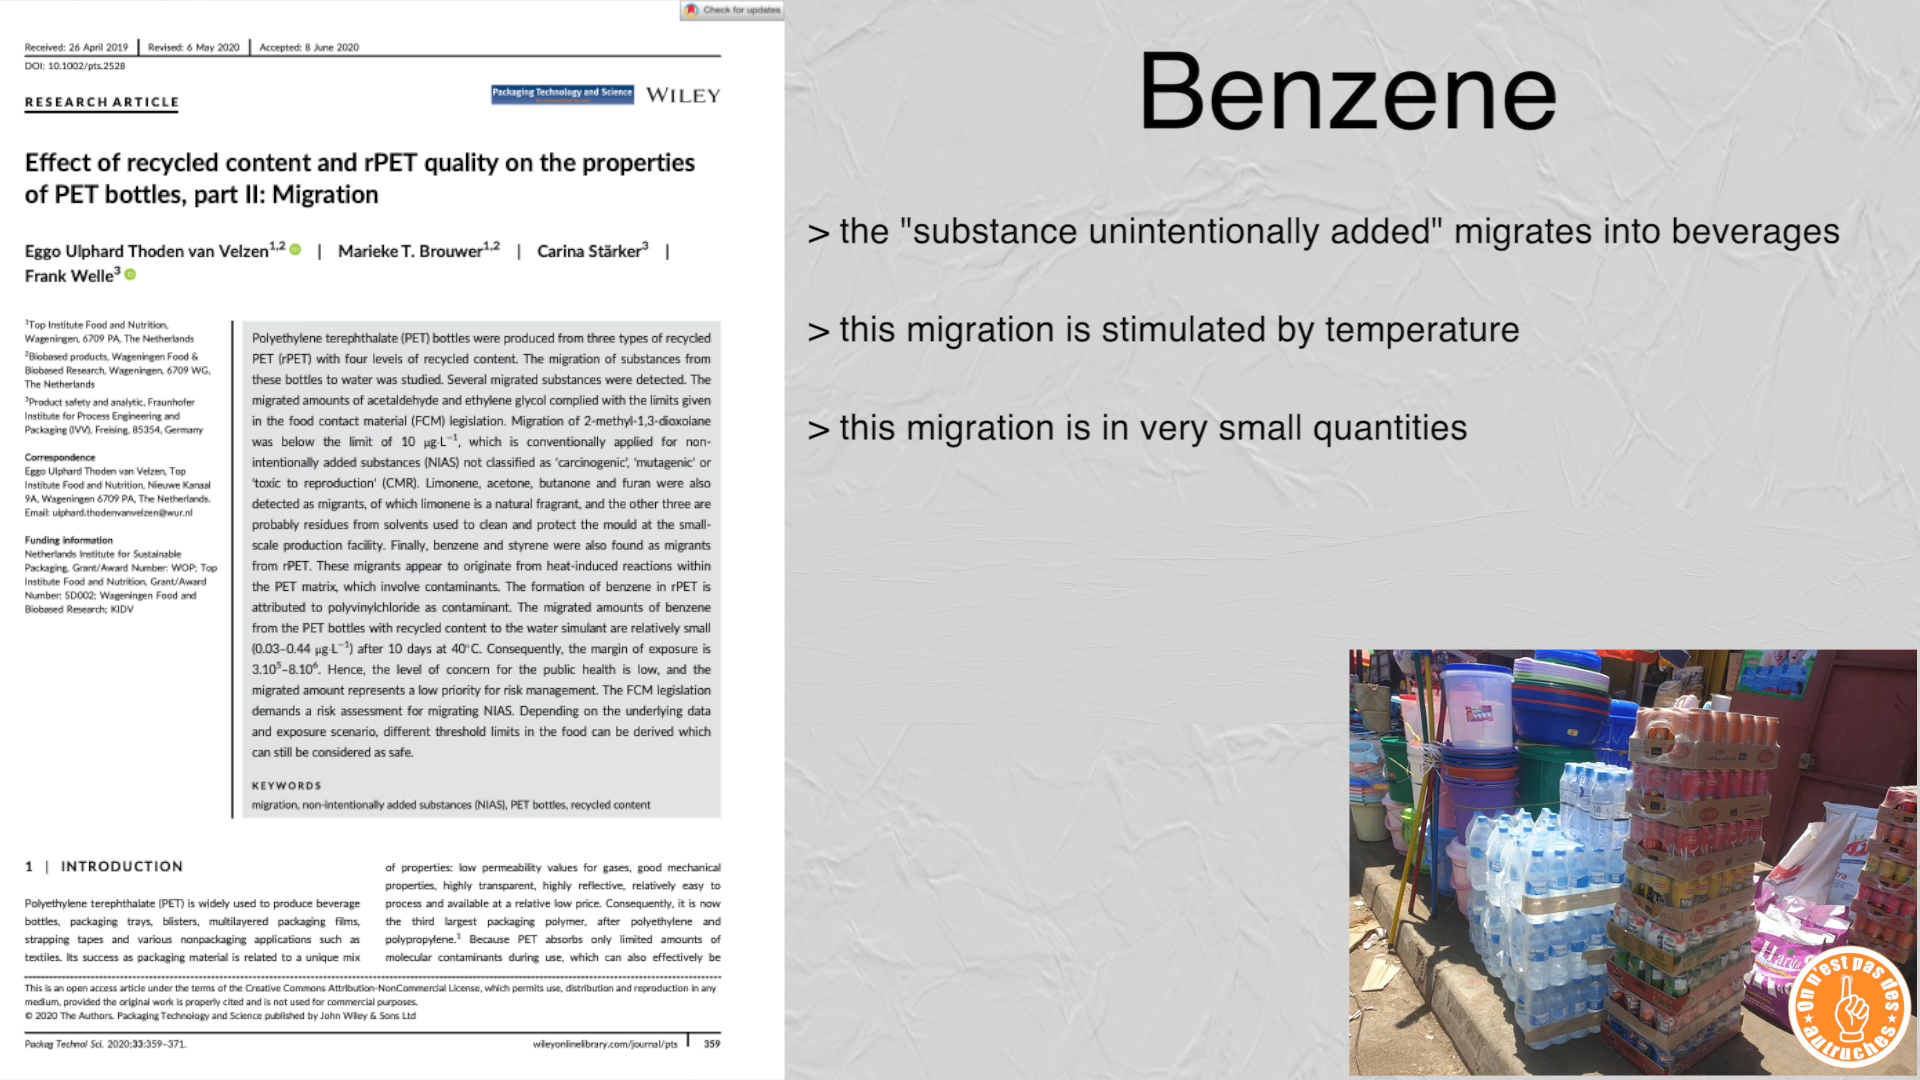 Check for updates
Received: 26 April 2019 | Revised: 6 May 2020 | Accepted: 8 June 2020
DOI: 10.1002/pts.2528
RESEARCH ARTICLE
Packaging Technology and Science WILEY
Effect of recycled content and rPET quality on the properties
of PET bottles, part II: Migration
Eggo Ulphard Thoden van Velzen1,2 | Marieke T. Brouwer1,2 | Carina Stärker3 |
Frank Welle3
1Top Institute Food and Nutrition,
Wageningen, 6709 PA, The Netherlands
2Biobased products, Wageningen Food &
Biobased Research, Wageningen, 6709 WG,
The Netherlands
3Product safety and analytic, Fraunhofer
Institute for Process Engineering and
Packaging (IVV), Freising, 85354, Germany
Correspondence
Eggo Ulphard Thoden van Velzen, Top
Institute Food and Nutrition, Nieuwe Kanaal
9A, Wageningen 6709 PA, The Netherlands.
Email: ulphard.thodenvanvelzen@wur.nl
Funding information
Netherlands Institute for Sustainable
Packaging, Grant/Award Number: WOP; Top
Institute Food and Nutrition, Grant/Award
Number: SD002; Wageningen Food and
Biobased Research; KIDV
Polyethylene terephthalate (PET) bottles were produced from three types of recycled
PET (rPET) with four levels of recycled content. The migration of substances from
these bottles to water was studied. Several migrated substances were detected. The
migrated amounts of acetaldehyde and ethylene glycol complied with the limits given
in the food contact material (FCM) legislation. Migration of 2-methyl-1,3-dioxolane
was below the limit of 10 μg·L−1, which is conventionally applied for non-
intentionally added substances (NIAS) not classified as ‘carcinogenic’, ‘mutagenic’ or
‘toxic to reproduction’ (CMR). Limonene, acetone, butanone and furan were also
detected as migrants, of which limonene is a natural fragrant, and the other three are
probably residues from solvents used to clean and protect the mould at the small-
scale production facility. Finally, benzene and styrene were also found as migrants
from rPET. These migrants appear to originate from heat-induced reactions within
the PET matrix, which involve contaminants. The formation of benzene in rPET is
attributed to polyvinylchloride as contaminant. The migrated amounts of benzene
from the PET bottles with recycled content to the water simulant are relatively small
(0.03–0.44 μg·L−1) after 10 days at 40°C. Consequently, the margin of exposure is
3.10⁵–8.10⁶. Hence, the level of concern for the public health is low, and the
migrated amount represents a low priority for risk management. The FCM legislation
demands a risk assessment for migrating NIAS. Depending on the underlying data
and exposure scenario, different threshold limits in the food can be derived which
can still be considered as safe.
KEYWORDS
migration, non-intentionally added substances (NIAS), PET bottles, recycled content
1 | INTRODUCTION
Polyethylene terephthalate (PET) is widely used to produce beverage
bottles, packaging trays, blisters, multilayered packaging films,
strapping tapes and various nonpackaging applications such as
textiles. Its success as packaging material is related to a unique mix
of properties: low permeability values for gases, good mechanical
properties, highly transparent, highly reflective, relatively easy to
process and available at a relative low price. Consequently, it is now
the third largest packaging polymer, after polyethylene and
polypropylene.1 Because PET absorbs only limited amounts of
molecular contaminants during use, which can also effectively be
This is an open access article under the terms of the Creative Commons Attribution-NonCommercial License, which permits use, distribution and reproduction in any
medium, provided the original work is properly cited and is not used for commercial purposes.
© 2020 The Authors. Packaging Technology and Science published by John Wiley & Sons Ltd
Packag Technol Sci. 2020;33:359–371. wileyonlinelibrary.com/journal/pts | 359
Benzene
> the "substance unintentionally added" migrates into beverages
> this migration is stimulated by temperature
> this migration is in very small quantities
on n'est pas des
autruches